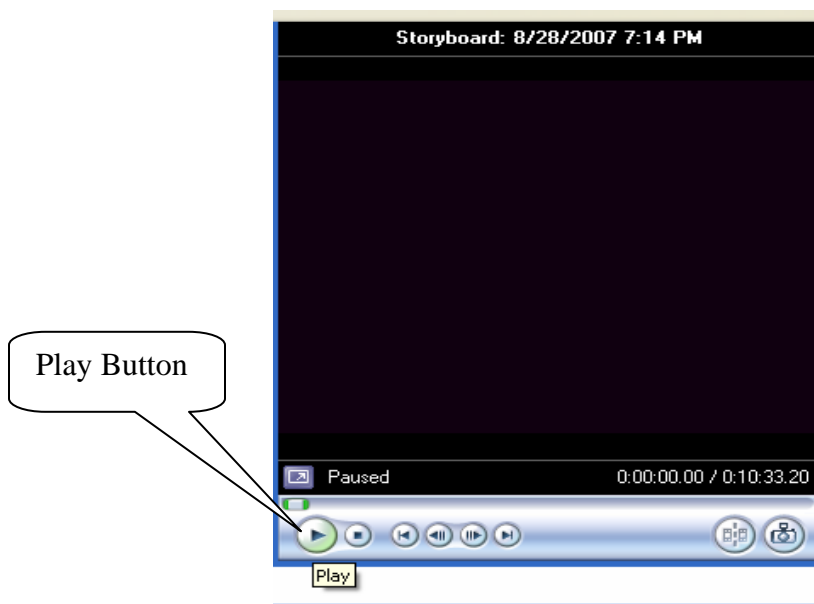 Storyboard: 8/28/2007 7:14 PM
Play Button
Paused 0:00:00.00 / 0:10:33.20
Play